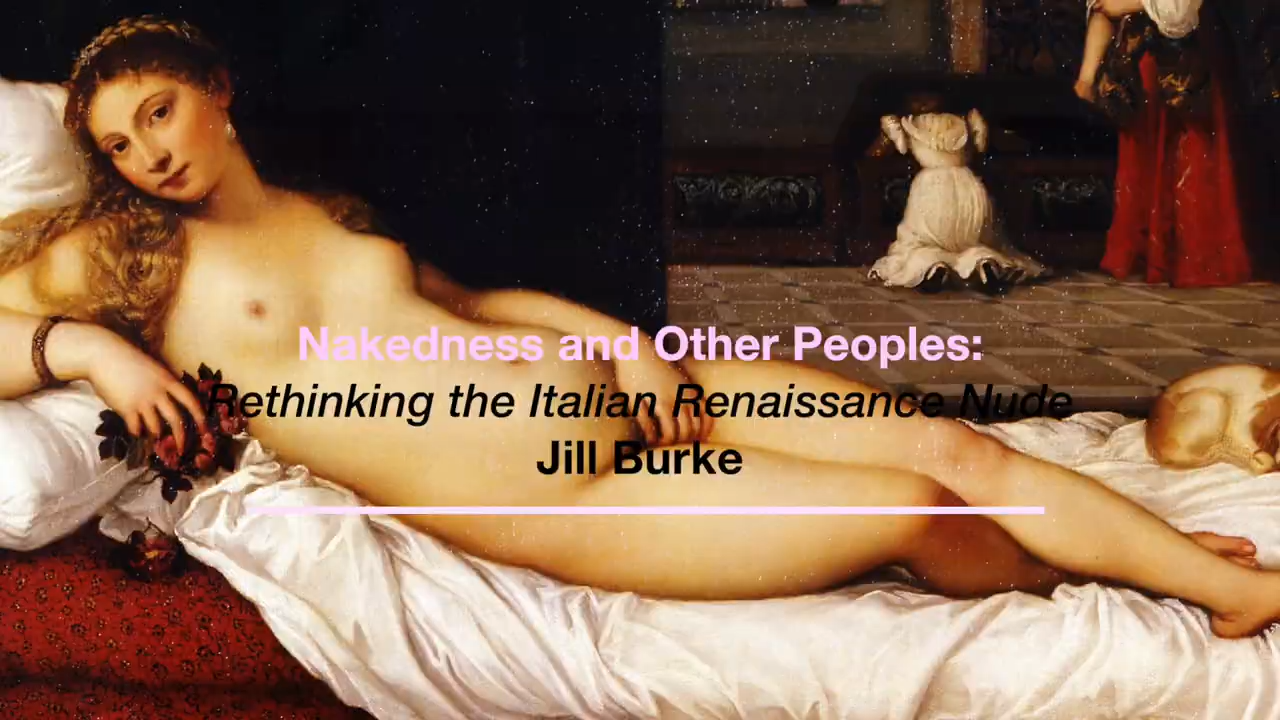 Nakedness and Other Peoples:
Rethinking the Italian Renaissance Nude
Jill Burke